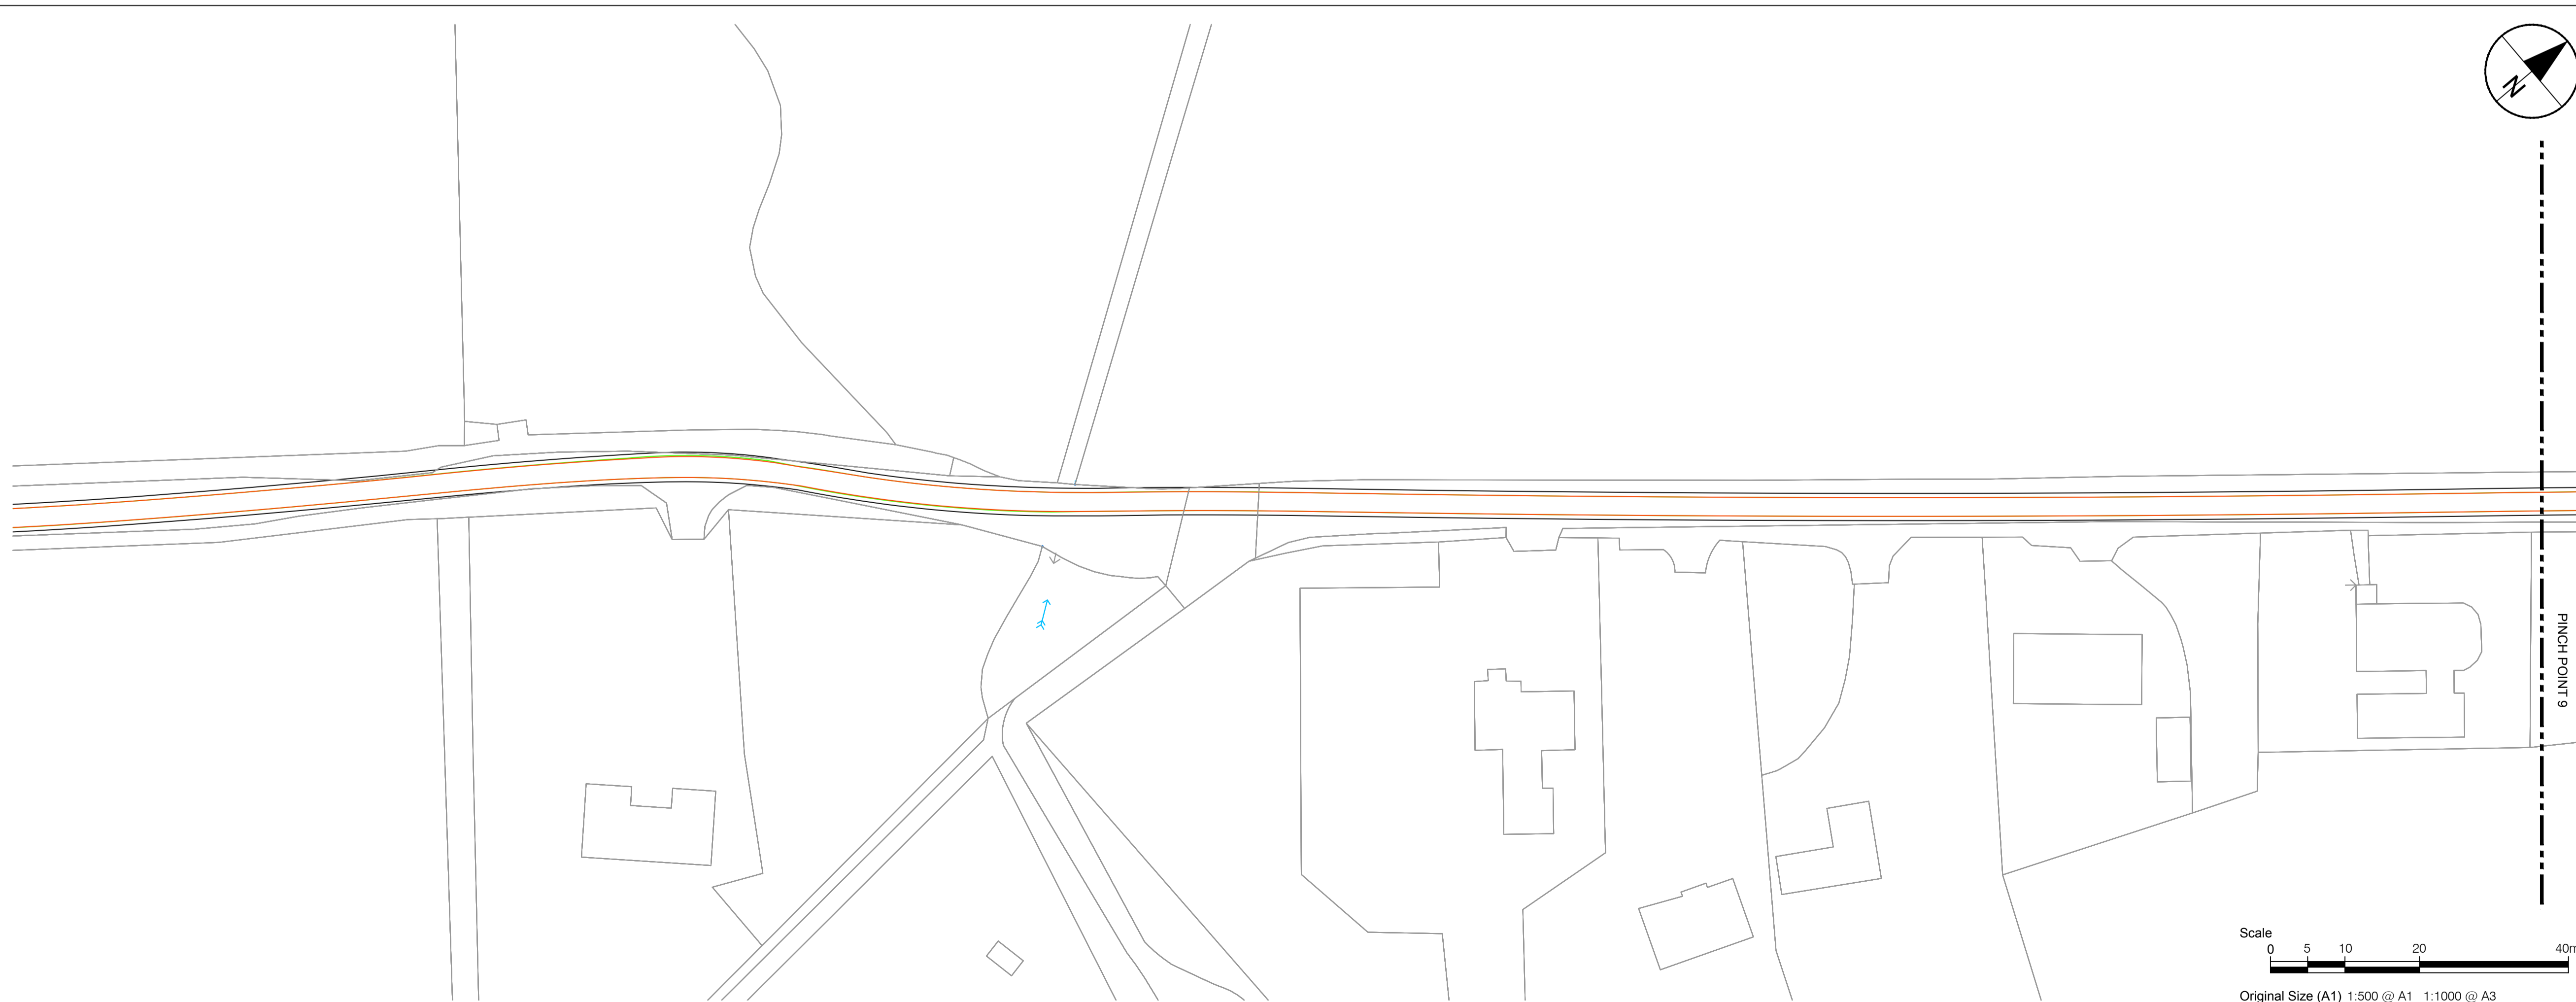 N
PINCH POINT 9
Scale
0 5 10 20 40m
Original Size (A1) 1:500 @ A1 1:1000 @ A3